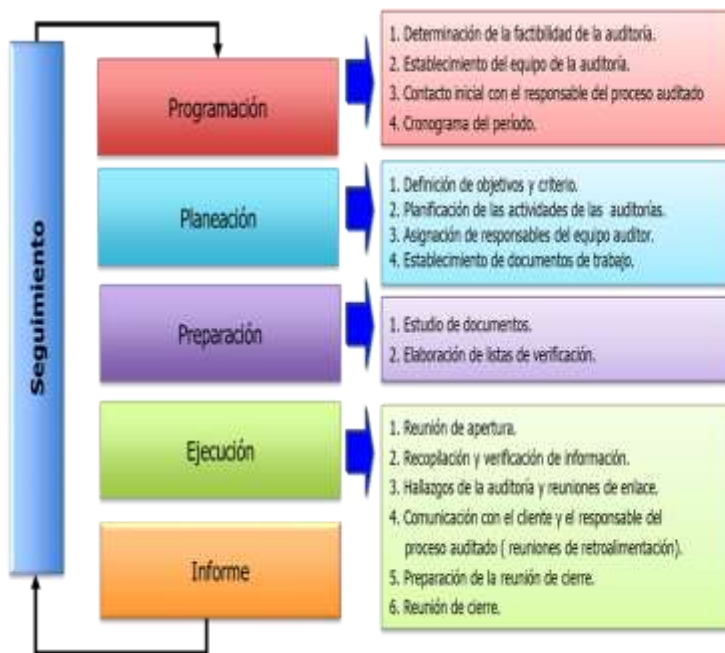 Seguimiento
Programación
1. Determinación de la factibilidad de la auditoría.
2. Establecimiento del equipo de la auditoría.
3. Contacto inicial con el responsable del proceso auditado
4. Cronograma del período.
Planeación
1. Definición de objetivos y criterio.
2. Planificación de las actividades de las auditorías.
3. Asignación de responsables del equipo auditor.
4. Establecimiento de documentos de trabajo.
Preparación
1. Estudio de documentos.
2. Elaboración de listas de verificación.
Ejecución
1. Reunión de apertura.
2. Recopilación y verificación de información.
3. Hallazgos de la auditoría y reuniones de enlace.
4. Comunicación con el cliente y el responsable del
proceso auditado ( reuniones de retroalimentación).
5. Preparación de la reunión de cierre.
6. Reunión de cierre.
Informe